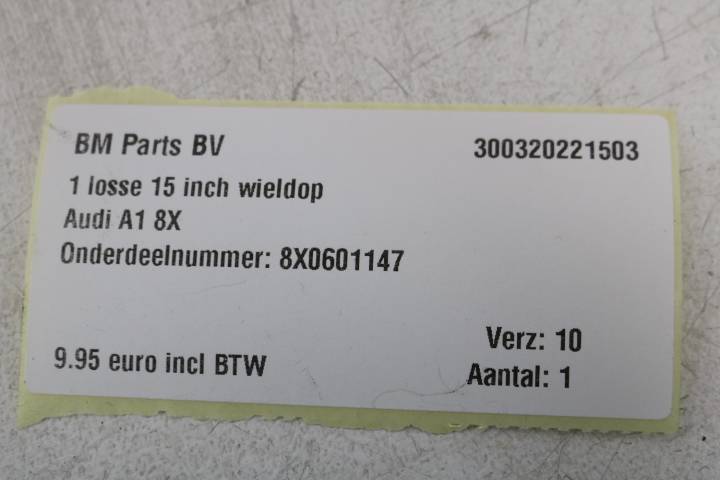 BM Parts BV
300320221503
1 losse 15 inch wieldop
Audi A1 8X
Onderdeelnummer: 8X0601147
Verz: 10
9.95 euro incl BTW
Aantal: 1